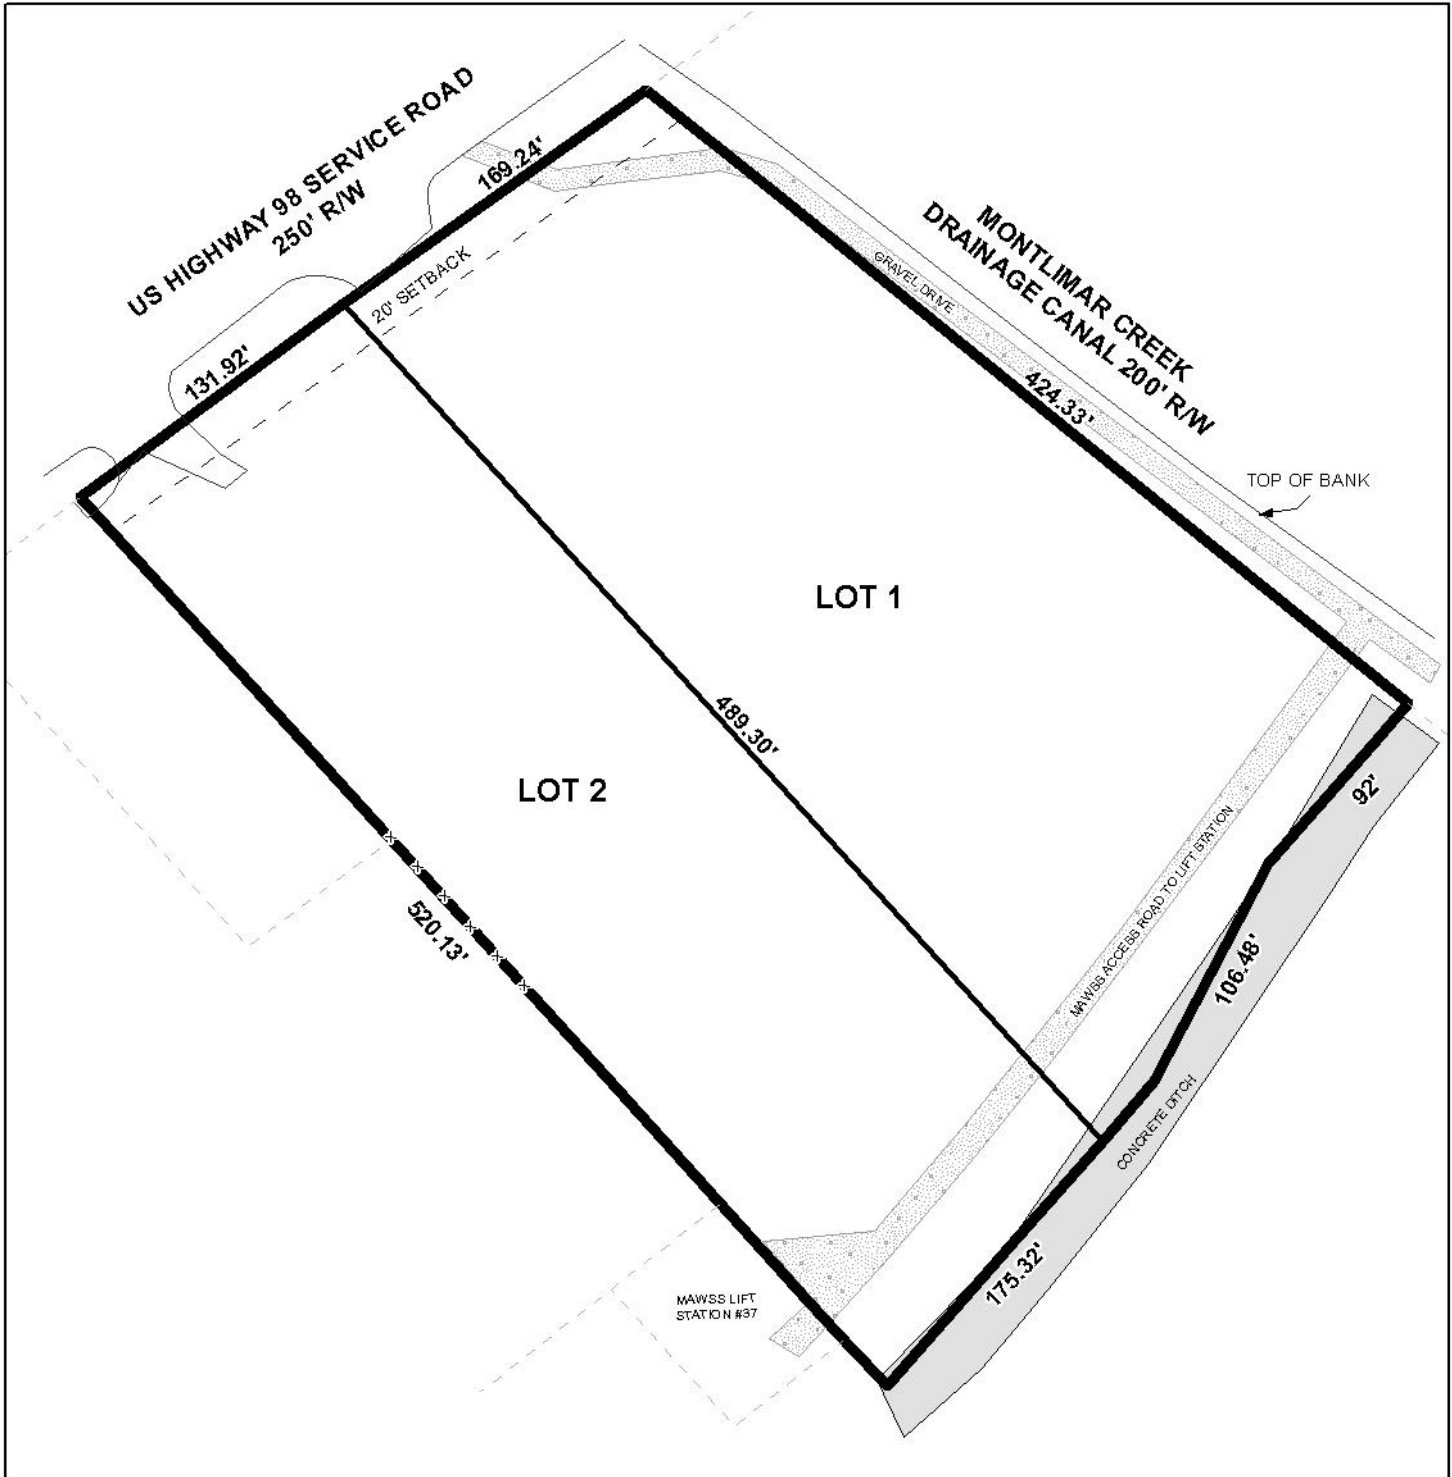 US HIGHWAY 98 SERVICE ROAD
250' R/W
169.24'
131.92'
20' SETBACK
MONTLIMAR CREEK
DRAINAGE CANAL 200' R/W
GRAVEL DRIVE
424.33'
TOP OF BANK
LOT 1
489.30'
LOT 2
92'
MAWSS ACCESS ROAD TO LIFT STATION
520.13'
106.48'
CONCRETE DITCH
175.32'
MAWSS LIFT
STATION #37